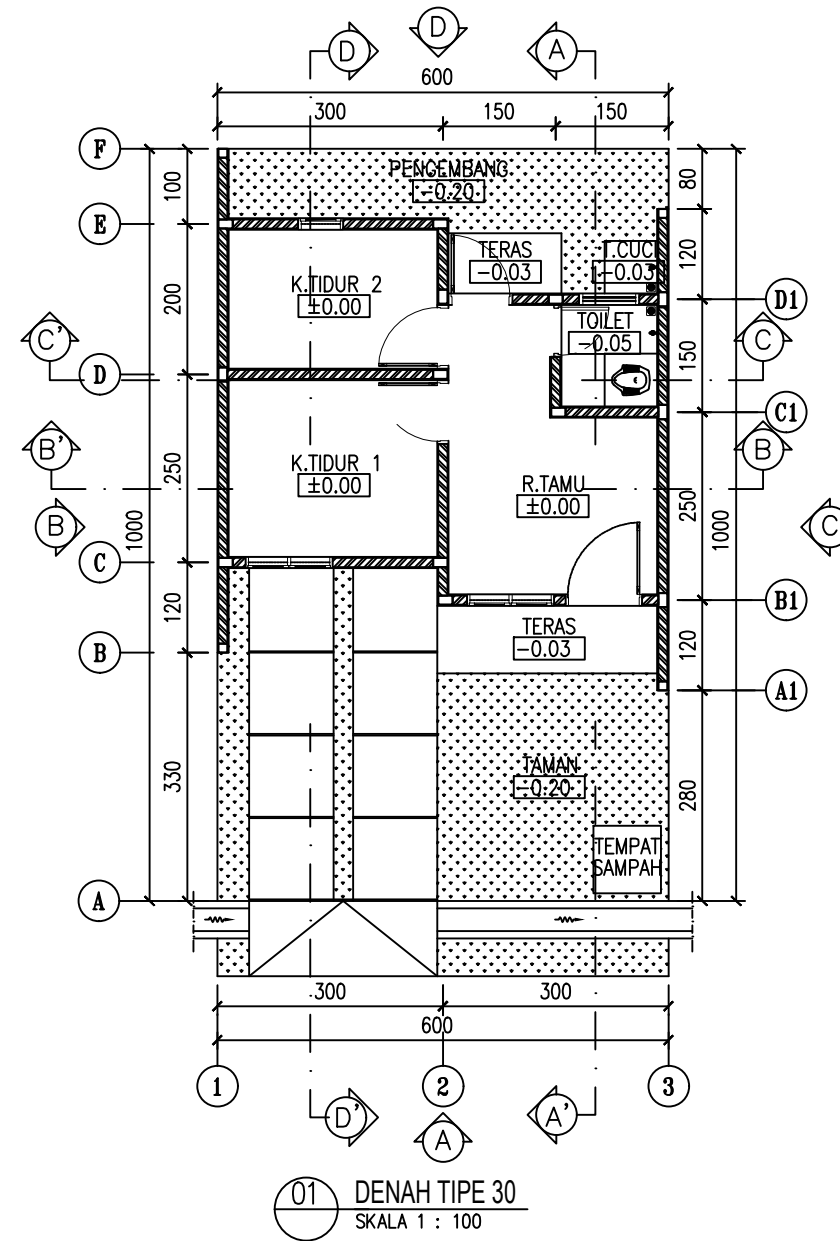 D
D
A
600
300
150
150
F
PENGEMBANG
-0.20
80
100
E
TERAS
-0.03
T.CUCI
-0.03
120
K.TIDUR 2
±0.00
200
D1
TOILET
-0.05
C'
C
150
D
C1
B'
B
K.TIDUR 1
±0.00
250
R.TAMU
±0.00
250
B
1000
1000
C
C
120
B1
TERAS
-0.03
120
B
A1
330
TAMAN
-0.20
280
TEMPAT
SAMPAH
A
300
300
600
1
2
3
D'
A
A'
01
DENAH TIPE 30
SKALA 1 : 100